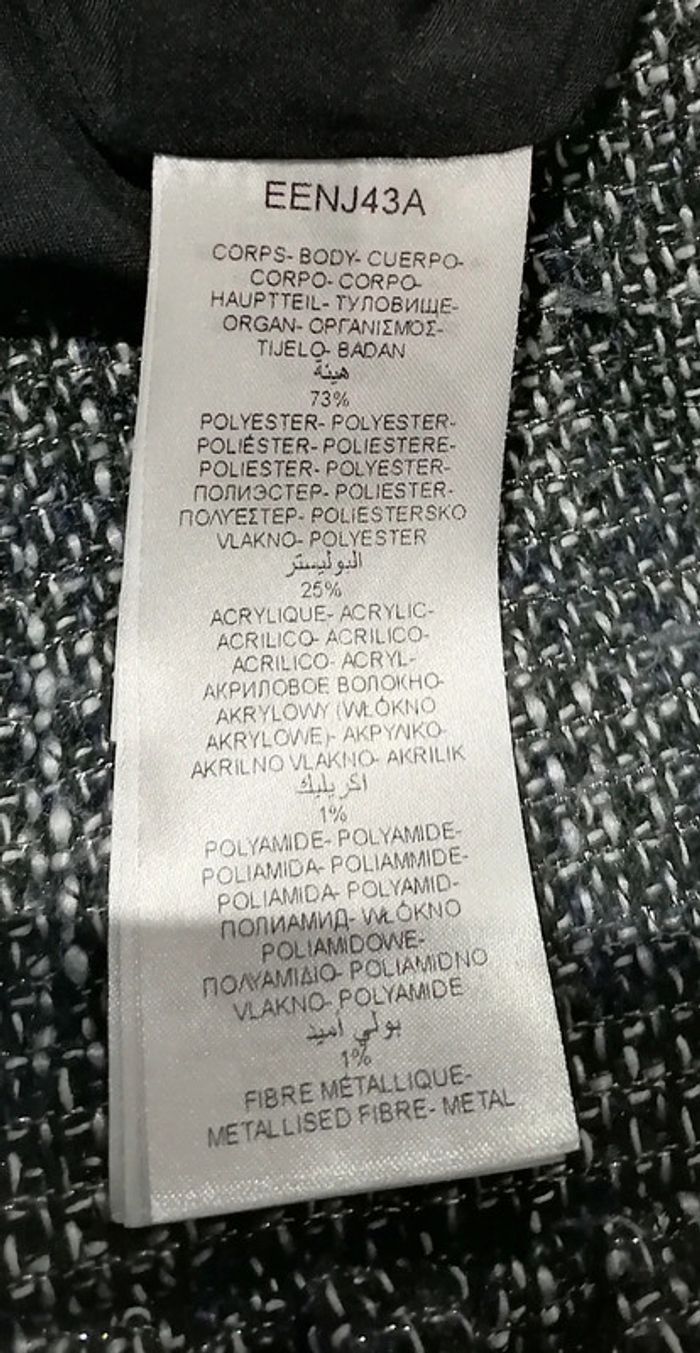 EENJ43A
CORPS- BODY- CUERPO-
CORPO- CORPO-
HAUPTTEIL- ТУЛОВИЩЕ-
ORGAN- ΟΡΓΑΝΙΣΜΟΣ-
TIJELO- BADAN
هيئة
73%
POLYESTER- POLYESTER-
POLIÉSTER- POLIESTERE-
POLIESTER- POLYESTER-
ПОЛИЭСТЕР- POLIESTER-
ΠΟΛΥΕΣΤΕΡ- POLIESTERSKO
VLAKNO- POLYESTER
البوليستر
25%
ACRYLIQUE- ACRYLIC-
ACRILICO- ACRILICO-
ACRILICO- ACRYL-
АКРИЛОВОЕ ВОЛОКНО-
AKRYLOWY (WŁÓKNO
AKRYLOWE)- ΑΚΡΥΛΙΚΟ-
AKRILNO VLAKNO- AKRILIK
اكريليك
1%
POLYAMIDE- POLYAMIDE-
POLIAMIDA- POLIAMMIDE-
POLIAMIDA- POLYAMID-
ПОЛИАМИД- WŁÓKNO
POLIAMIDOWE-
ΠΟΛΥΑΜΙΔΙΟ- POLIAMIDNO
VLAKNO- POLYAMIDE
بولي أميد
1%
FIBRE MÉTALLIQUE-
METALLISED FIBRE- METAL